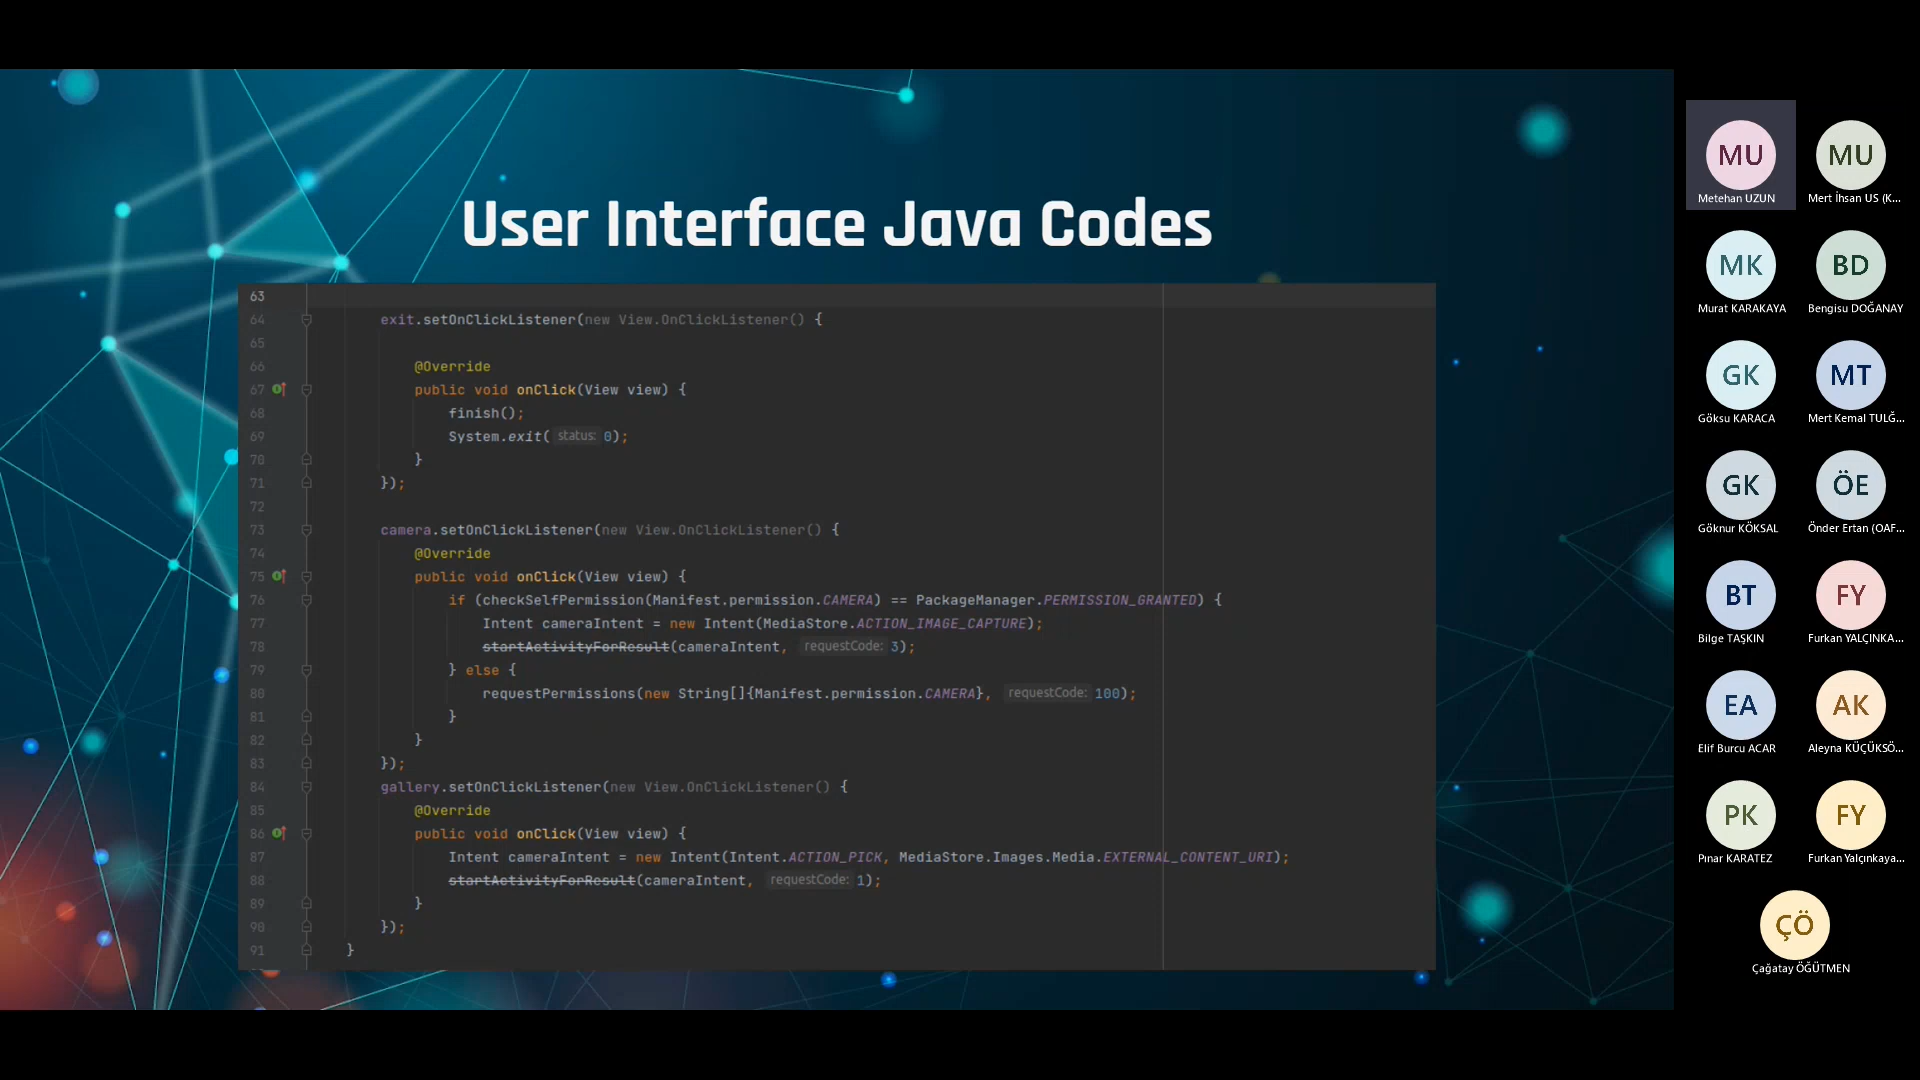 User Interface Java Codes
63
64 exit.setOnClickListener(new View.OnClickListener() {
65
66 @Override
67 public void onClick(View view) {
68 finish();
69 System.exit( status: 0);
70 }
71 });
72
73 camera.setOnClickListener(new View.OnClickListener() {
74 @Override
75 public void onClick(View view) {
76 if (checkSelfPermission(Manifest.permission.CAMERA) == PackageManager.PERMISSION_GRANTED) {
77 Intent cameraIntent = new Intent(MediaStore.ACTION_IMAGE_CAPTURE);
78 startActivityForResult(cameraIntent, requestCode: 3);
79 } else {
80 requestPermissions(new String[]{Manifest.permission.CAMERA}, requestCode: 100);
81 }
82 }
83 });
84 gallery.setOnClickListener(new View.OnClickListener() {
85 @Override
86 public void onClick(View view) {
87 Intent cameraIntent = new Intent(Intent.ACTION_PICK, MediaStore.Images.Media.EXTERNAL_CONTENT_URI);
88 startActivityForResult(cameraIntent, requestCode: 1);
89 }
90 });
91 }
MU MU
Metehan UZUN Mert İhsan US (K...
MK BD
Murat KARAKAYA Bengisu DOĞANAY
GK MT
Göksu KARACA Mert Kemal TULĞ...
GK ÖE
Göknur KÖKSAL Önder Ertan (OAF...
BT FY
Bilge TAŞKIN Furkan YALÇINKA...
EA AK
Elif Burcu ACAR Aleyna KÜÇÜKSÖ...
PK FY
Pınar KARATEZ Furkan Yalçınkaya...
ÇÖ
Çağatay ÖĞÜTMEN